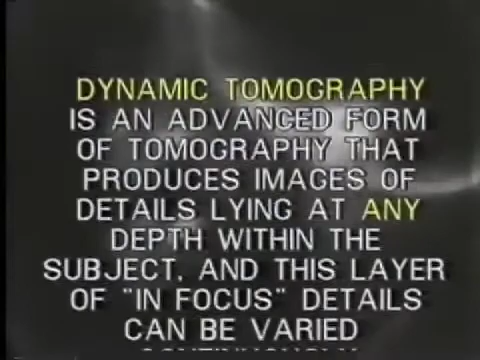 DYNAMIC TOMOGRAPHY
IS AN ADVANCED FORM
OF TOMOGRAPHY THAT
PRODUCES IMAGES OF
DETAILS LYING AT ANY
DEPTH WITHIN THE
SUBJECT. AND THIS LAYER
OF "IN FOCUS" DETAILS
CAN BE VARIED